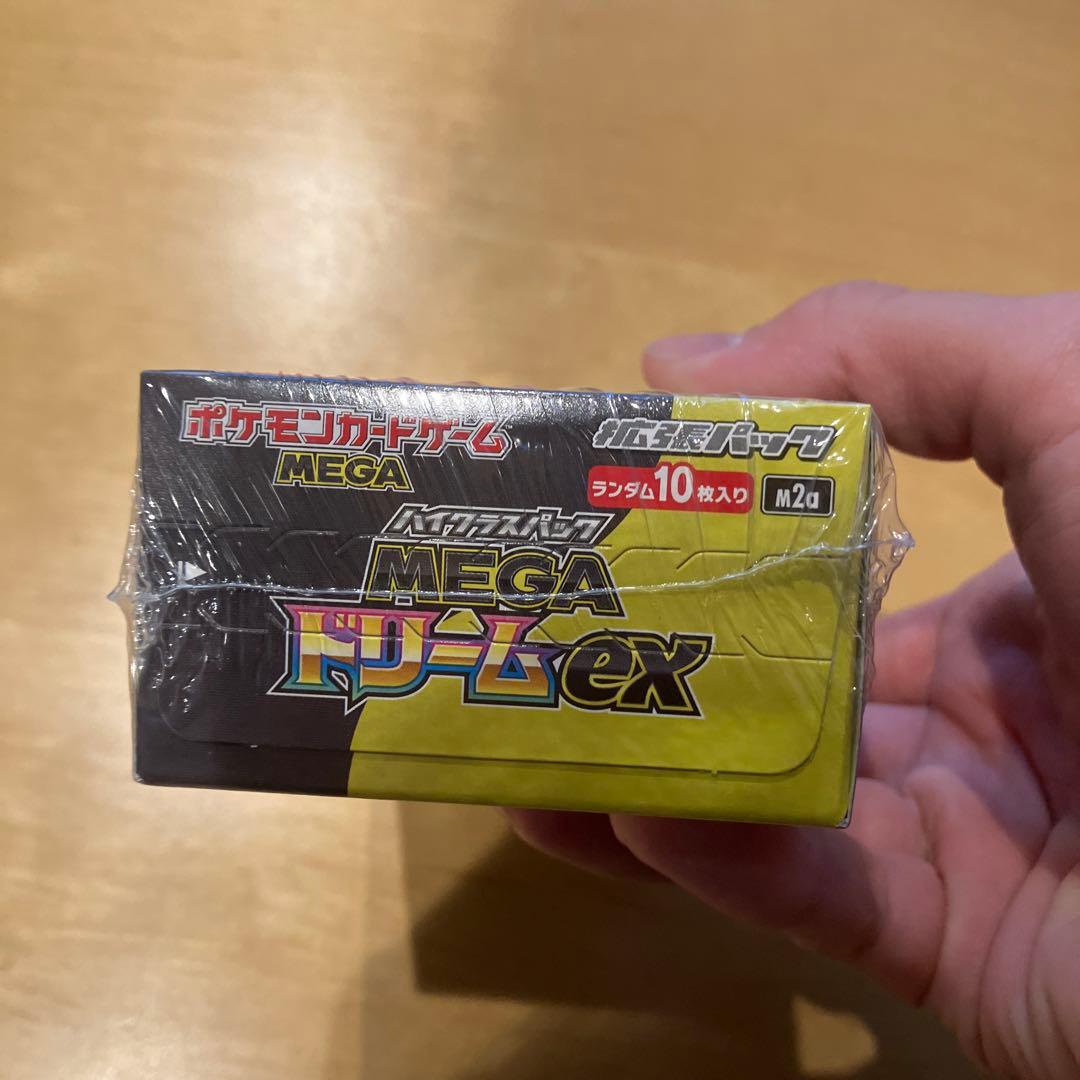 ポケモンカードゲーム
MEGA
拡張パック
ランダム10枚入り
M2a
ハイクラスパック
MEGA
ドリームex